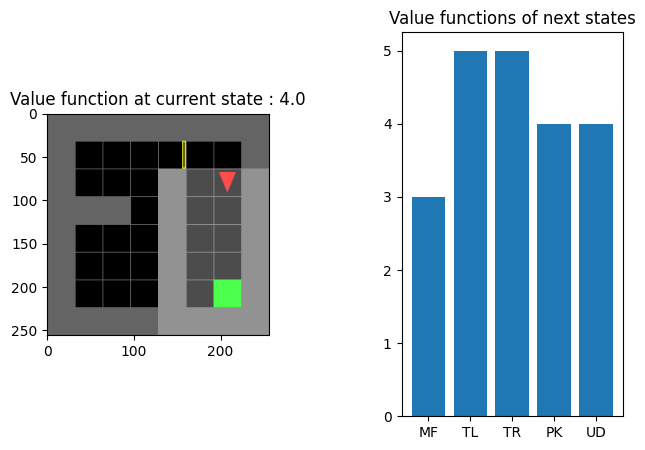 Value function at current state : 4.0
0
50
100
150
200
250
0
100
200
Value functions of next states
5
4
3
2
1
0
MF
TL
TR
PK
UD